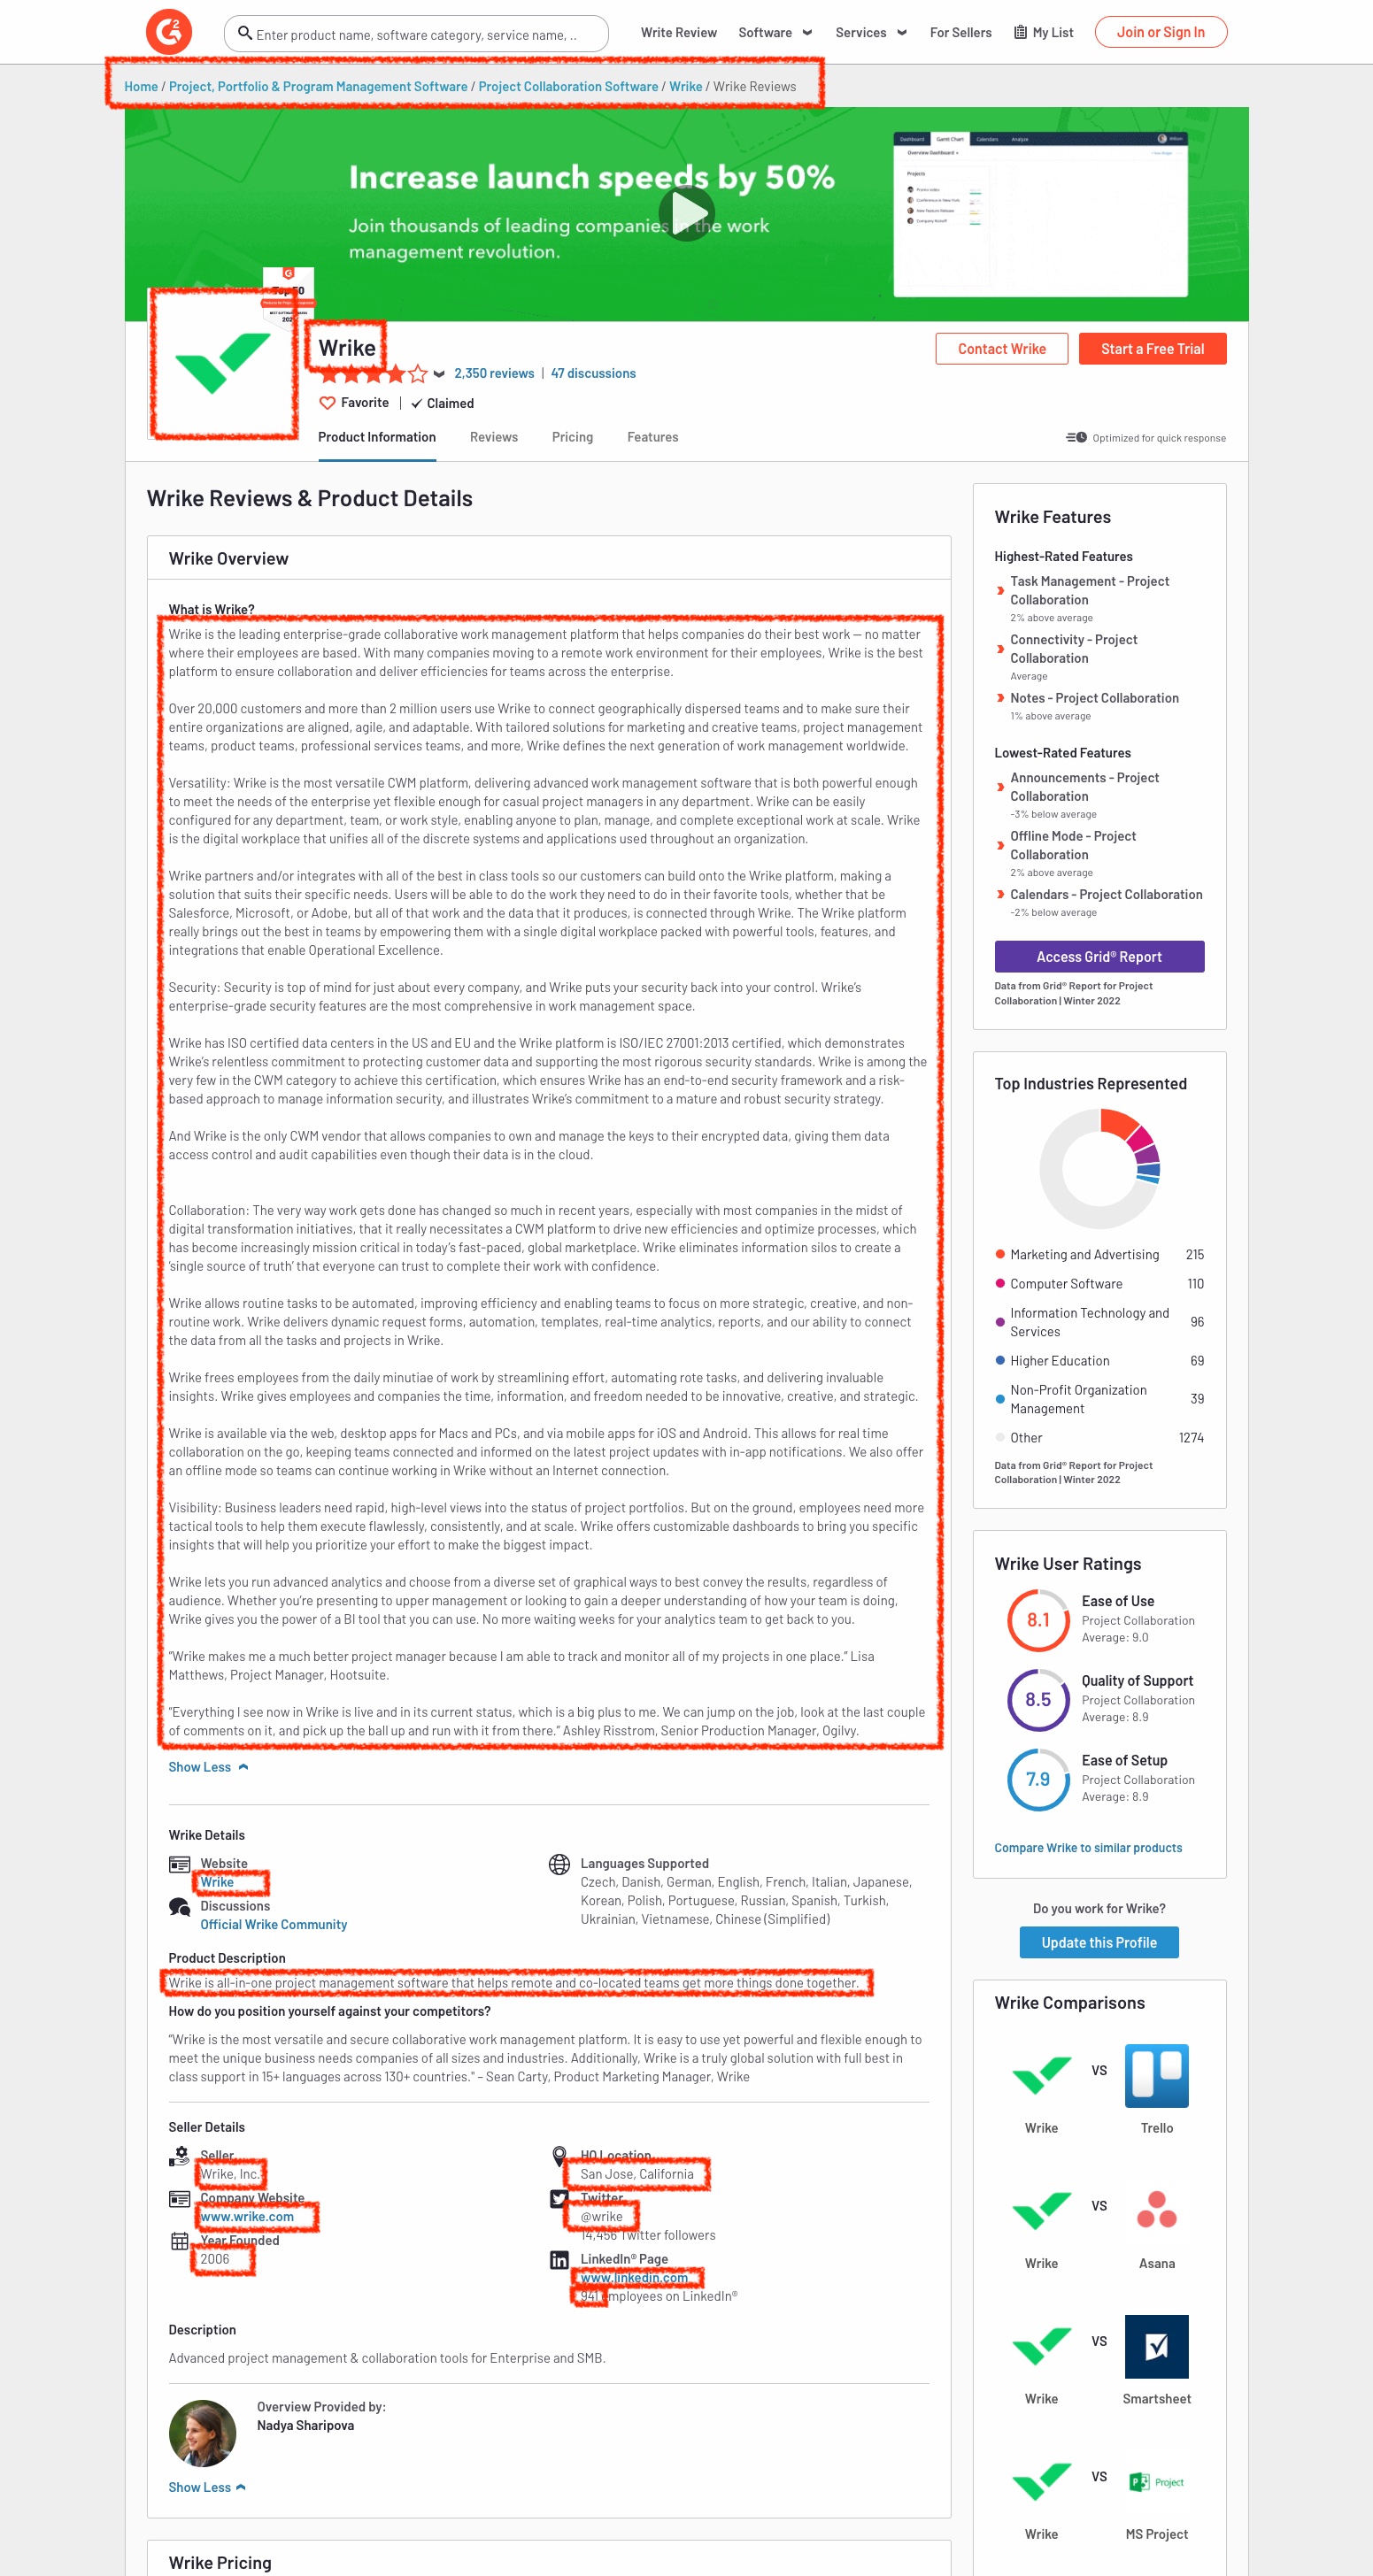 G2
Enter product name, software category, service name, ..
Write Review
Software
Services
For Sellers
My List
Join or Sign In
Home / Project, Portfolio & Program Management Software / Project Collaboration Software / Wrike / Wrike Reviews
Increase launch speeds by 50%
Join thousands of leading companies in the work
management revolution.
Dashboard
Gantt Chart
Calendars
Analyze
Overview Dashboard
Projects
Wrike
2,350 reviews | 47 discussions
Favorite | Claimed
Contact Wrike
Start a Free Trial
Product Information
Reviews
Pricing
Features
Optimized for quick response
Wrike Reviews & Product Details
Wrike Overview
What is Wrike?
Wrike is the leading enterprise-grade collaborative work management platform that helps companies do their best work — no matter
where their employees are based. With many companies moving to a remote work environment for their employees, Wrike is the best
platform to ensure collaboration and deliver efficiencies for teams across the enterprise.
Over 20,000 customers and more than 2 million users use Wrike to connect geographically dispersed teams and to make sure their
entire organizations are aligned, agile, and adaptable. With tailored solutions for marketing and creative teams, project management
teams, product teams, professional services teams, and more, Wrike defines the next generation of work management worldwide.
Versatility: Wrike is the most versatile CWM platform, delivering advanced work management software that is both powerful enough
to meet the needs of the enterprise yet flexible enough for casual project managers in any department. Wrike can be easily
configured for any department, team, or work style, enabling anyone to plan, manage, and complete exceptional work at scale. Wrike
is the digital workplace that unifies all of the discrete systems and applications used throughout an organization.
Wrike partners and/or integrates with all of the best in class tools so our customers can build onto the Wrike platform, making a
solution that suits their specific needs. Users will be able to do the work they need to do in their favorite tools, whether that be
Salesforce, Microsoft, or Adobe, but all of that work and the data that it produces, is connected through Wrike. The Wrike platform
really brings out the best in teams by empowering them with a single digital workplace packed with powerful tools, features, and
integrations that enable Operational Excellence.
Security: Security is top of mind for just about every company, and Wrike puts your security back into your control. Wrike's
enterprise-grade security features are the most comprehensive in work management space.
Wrike has ISO certified data centers in the US and EU and the Wrike platform is ISO/IEC 27001:2013 certified, which demonstrates
Wrike's relentless commitment to protecting customer data and supporting the most rigorous security standards. Wrike is among the
very few in the CWM category to achieve this certification, which ensures Wrike has an end-to-end security framework and a risk-
based approach to manage information security, and illustrates Wrike's commitment to a mature and robust security strategy.
And Wrike is the only CWM vendor that allows companies to own and manage the keys to their encrypted data, giving them data
access control and audit capabilities even though their data is in the cloud.
Collaboration: The very way work gets done has changed so much in recent years, especially with most companies in the midst of
digital transformation initiatives, that it really necessitates a CWM platform to drive new efficiencies and optimize processes, which
has become increasingly mission critical in today's fast-paced, global marketplace. Wrike eliminates information silos to create a
'single source of truth' that everyone can trust to complete their work with confidence.
Wrike allows routine tasks to be automated, improving efficiency and enabling teams to focus on more strategic, creative, and non-
routine work. Wrike delivers dynamic request forms, automation, templates, real-time analytics, reports, and our ability to connect
the data from all the tasks and projects in Wrike.
Wrike frees employees from the daily minutiae of work by streamlining effort, automating rote tasks, and delivering invaluable
insights. Wrike gives employees and companies the time, information, and freedom needed to be innovative, creative, and strategic.
Wrike is available via the web, desktop apps for Macs and PCs, and via mobile apps for iOS and Android. This allows for real time
collaboration on the go, keeping teams connected and informed on the latest project updates with in-app notifications. We also offer
an offline mode so teams can continue working in Wrike without an Internet connection.
Visibility: Business leaders need rapid, high-level views into the status of project portfolios. But on the ground, employees need more
tactical tools to help them execute flawlessly, consistently, and at scale. Wrike offers customizable dashboards to bring you specific
insights that will help you prioritize your effort to make the biggest impact.
Wrike lets you run advanced analytics and choose from a diverse set of graphical ways to best convey the results, regardless of
audience. Whether you're presenting to upper management or looking to gain a deeper understanding of how your team is doing,
Wrike gives you the power of a BI tool that you can use. No more waiting weeks for your analytics team to get back to you.
"Wrike makes me a much better project manager because I am able to track and monitor all of my projects in one place." Lisa
Matthews, Project Manager, Hootsuite.
"Everything I see now in Wrike is live and in its current status, which is a big plus to me. We can jump on the job, look at the last couple
of comments on it, and pick up the ball up and run with it from there." Ashley Risstrom, Senior Production Manager, Ogilvy.
Show Less
Wrike Details
Website
Wrike
Discussions
Official Wrike Community
Languages Supported
Czech, Danish, German, English, French, Italian, Japanese,
Korean, Polish, Portuguese, Russian, Spanish, Turkish,
Ukrainian, Vietnamese, Chinese (Simplified)
Product Description
Wrike is all-in-one project management software that helps remote and co-located teams get more things done together.
How do you position yourself against your competitors?
"Wrike is the most versatile and secure collaborative work management platform. It is easy to use yet powerful and flexible enough to
meet the unique business needs companies of all sizes and industries. Additionally, Wrike is a truly global solution with full best in
class support in 15+ languages across 130+ countries." – Sean Carty, Product Marketing Manager, Wrike
Seller Details
Seller
Wrike, Inc.
Company Website
www.wrike.com
Year Founded
2006
HQ Location
San Jose, California
Twitter
@wrike
14,456 Twitter followers
LinkedIn® Page
www.linkedin.com
941 employees on LinkedIn®
Description
Advanced project management & collaboration tools for Enterprise and SMB.
Overview Provided by:
Nadya Sharipova
Show Less
Wrike Pricing
Wrike Features
Highest-Rated Features
Task Management - Project
Collaboration
2% above average
Connectivity - Project
Collaboration
Average
Notes - Project Collaboration
1% above average
Lowest-Rated Features
Announcements - Project
Collaboration
-3% below average
Offline Mode - Project
Collaboration
2% above average
Calendars - Project Collaboration
-2% below average
Access Grid® Report
Data from Grid® Report for Project
Collaboration | Winter 2022
Top Industries Represented
Marketing and Advertising 215
Computer Software 110
Information Technology and
Services 96
Higher Education 69
Non-Profit Organization
Management 39
Other 1274
Data from Grid® Report for Project
Collaboration | Winter 2022
Wrike User Ratings
8.1
Ease of Use
Project Collaboration
Average: 9.0
8.5
Quality of Support
Project Collaboration
Average: 8.9
7.9
Ease of Setup
Project Collaboration
Average: 8.9
Compare Wrike to similar products
Do you work for Wrike?
Update this Profile
Wrike Comparisons
VS
Wrike
Trello
VS
Wrike
Asana
VS
Wrike
Smartsheet
VS
Project
Wrike
MS Project